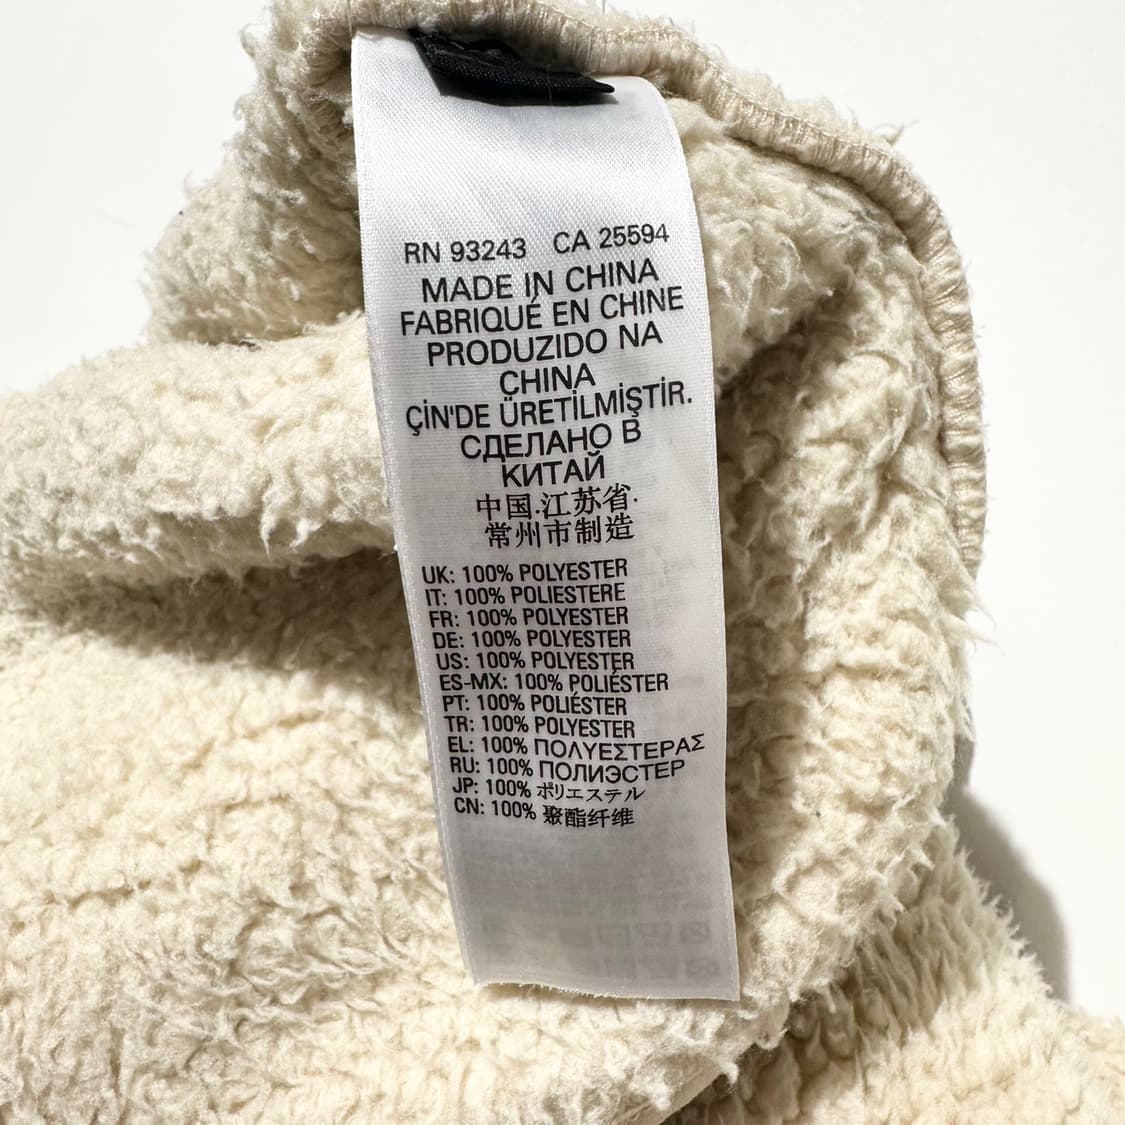 RN 93243 CA 25594
MADE IN CHINA
FABRIQUÉ EN CHINE
PRODUZIDO NA
CHINA
ÇİN'DE ÜRETİLMİŞTİR.
СДЕЛАНО В
КИТАЙ
中国.江苏省.
常州市制造
UK: 100% POLYESTER
IT: 100% POLIESTERE
FR: 100% POLYESTER
DE: 100% POLYESTER
US: 100% POLYESTER
ES-MX: 100% POLIÉSTER
PT: 100% POLIÉSTER
TR: 100% POLYESTER
EL: 100% ΠΟΛΥΕΣΤΕΡΑΣ
RU: 100% ПОЛИЭСТЕР
JP: 100% ポリエステル
CN: 100% 聚酯纤维